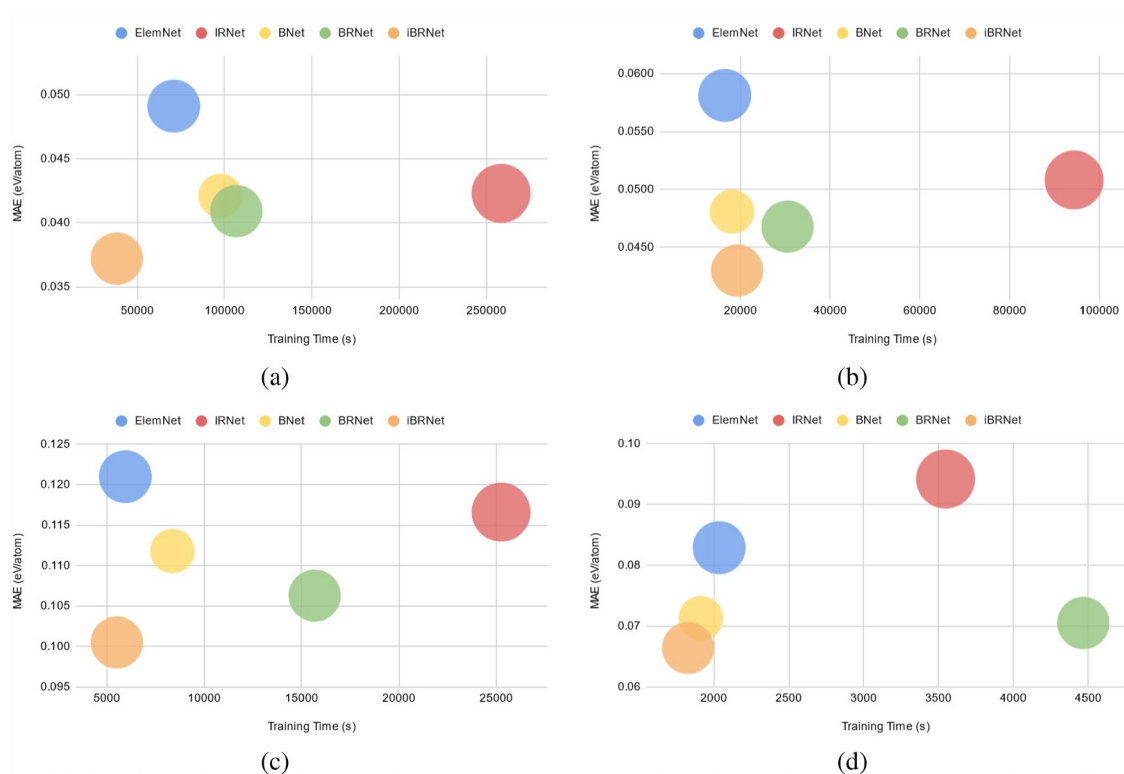 ElemNet IRNet BNet BRNet iBRNet
0.050
0.045
0.040
0.035
MAE (eV/atom)
50000 100000 150000 200000 250000
Training Time (s)
(a)
ElemNet IRNet BNet BRNet iBRNet
0.0600
0.0550
0.0500
0.0450
MAE (eV/atom)
20000 40000 60000 80000 100000
Training Time (s)
(b)
ElemNet IRNet BNet BRNet iBRNet
0.125
0.120
0.115
0.110
0.105
0.100
0.095
MAE (eV/atom)
5000 10000 15000 20000 25000
Training Time (s)
(c)
ElemNet IRNet BNet BRNet iBRNet
0.10
0.09
0.08
0.07
0.06
MAE (eV/atom)
2000 2500 3000 3500 4000 4500
Training Time (s)
(d)